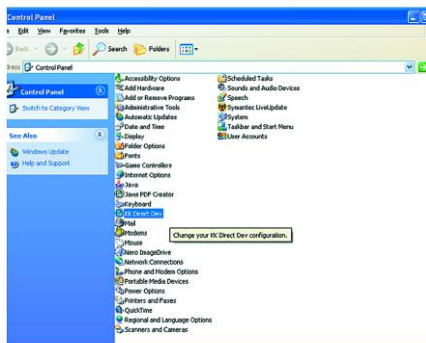 Control Panel
Edit View Favorites Tools Help
Back Search Folders
Control Panel
Control Panel
Switch to Category View
See Also
Windows Update
Help and Support
Accessibility Options
Add Hardware
Add or Remove Programs
Administrative Tools
Automatic Updates
Date and Time
Display
Folder Options
Fonts
Game Controllers
Internet Options
Java
Jaws PDF Creator
Keyboard
KK Direct Dev
Mail
Modems
Change your KK Direct Dev configuration.
Mouse
Nero ImageDrive
Network Connections
Phone and Modem Options
Portable Media Devices
Power Options
Printers and Faxes
QuickTime
Regional and Language Options
Scanners and Cameras
Scheduled Tasks
Sounds and Audio Devices
Speech
Symantec LiveUpdate
System
Taskbar and Start Menu
User Accounts